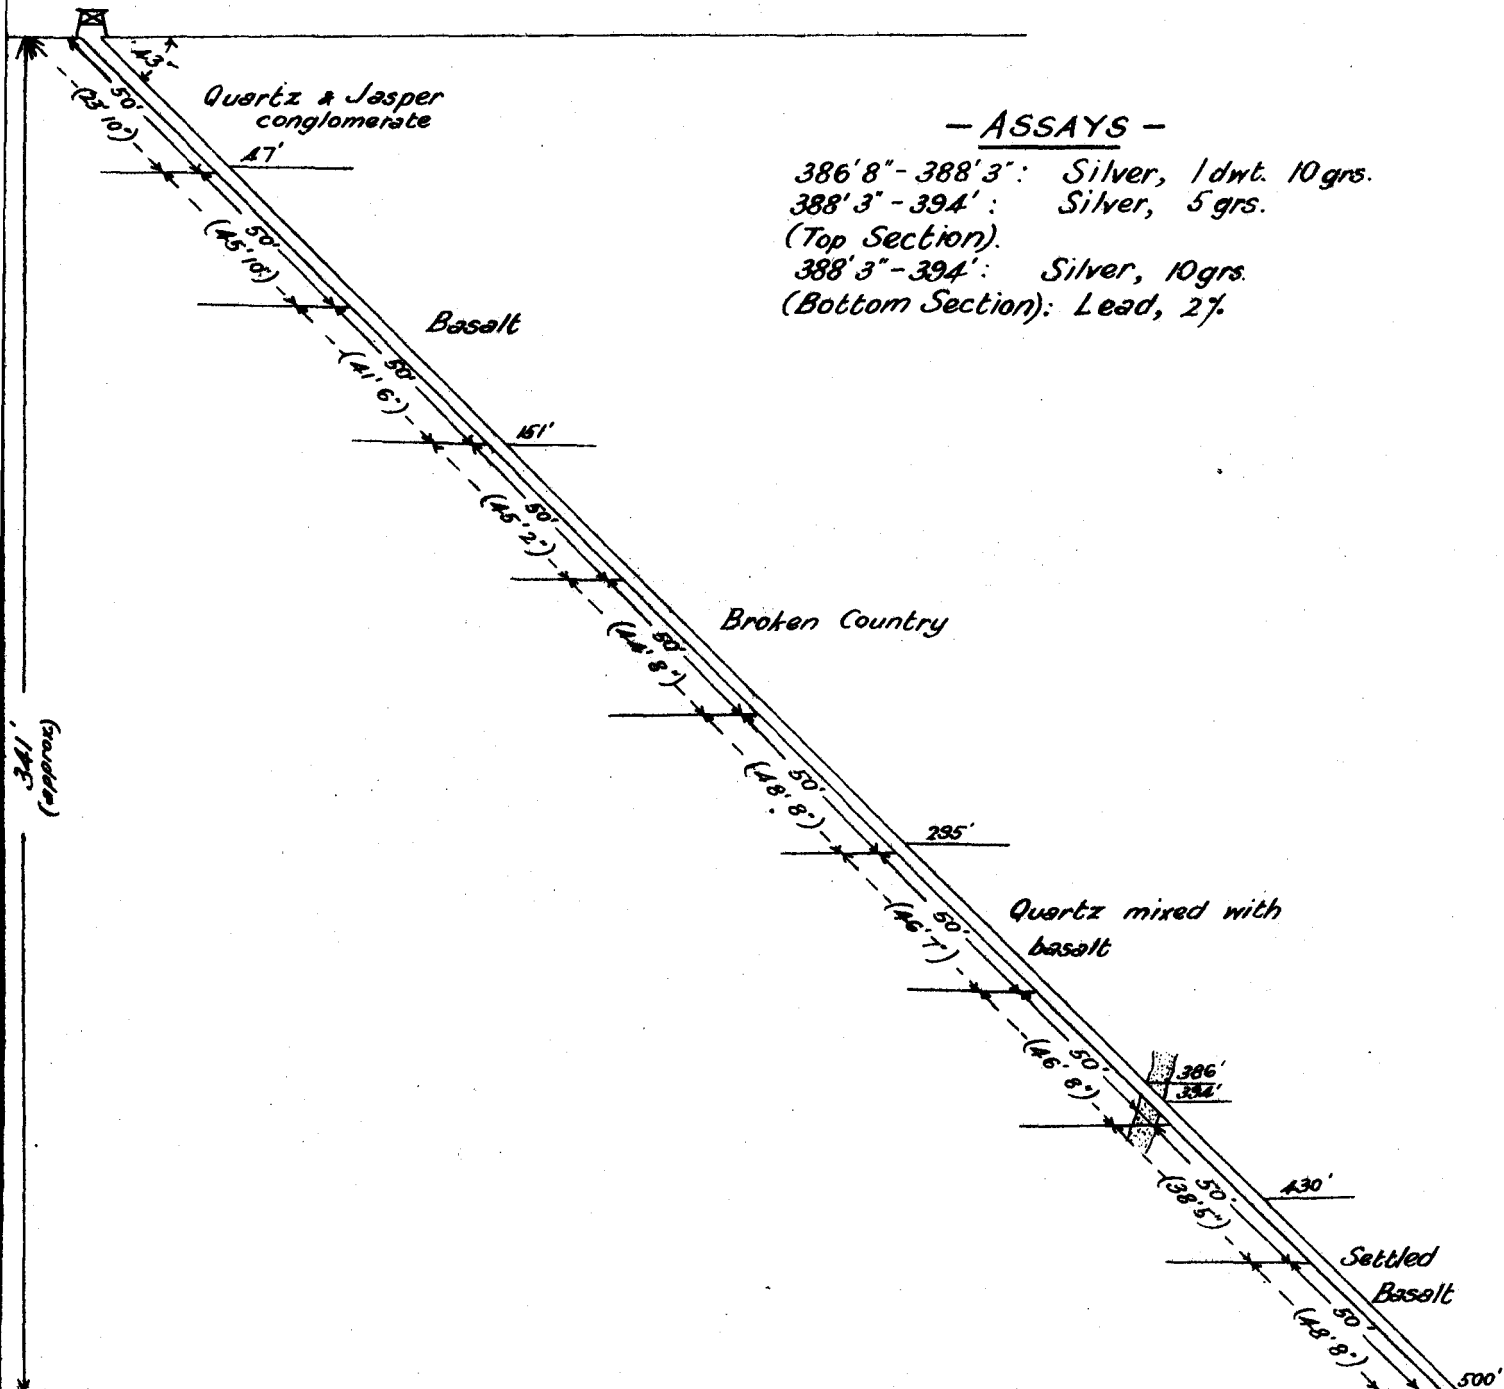 43°
Quartz & Jasper
conglomerate
50'
(23'10")
47'
— ASSAYS —
386'8" - 388'3": Silver, 1 dwt. 10 grs.
388'3" - 394': Silver, 5 grs.
(Top Section).
388'3" - 394': Silver, 10 grs.
(Bottom Section): Lead, 2%
50'
(45'10")
Basalt
50'
(41'6")
151'
50'
(45'2")
Broken Country
50'
(44'8")
341'
(approx)
50'
(48'8")
295'
Quartz mixed with
basalt
50'
(46'7")
50'
(46'8")
386'
394'
50'
(38'5")
430'
Settled
Basalt
50'
(48'8")
500'